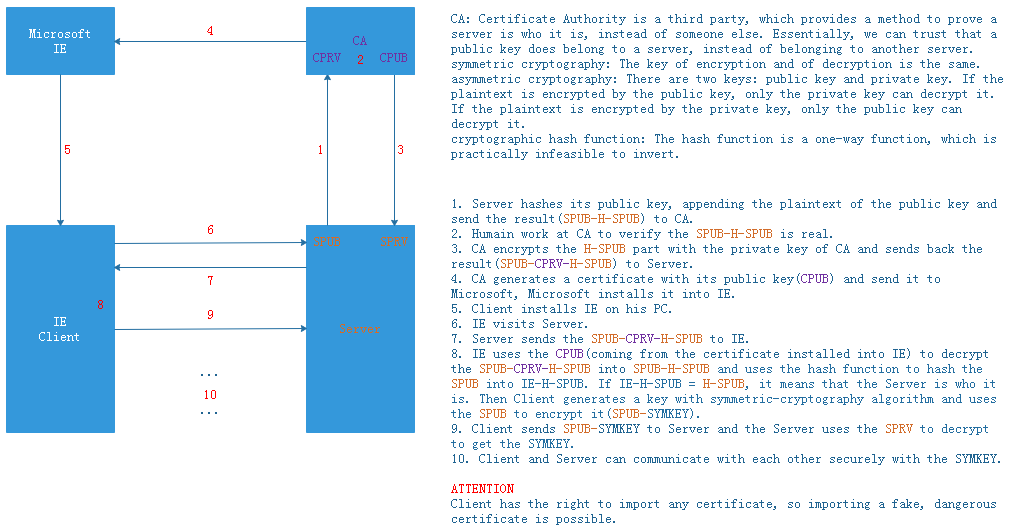 Microsoft
IE
4
CA
CPRV
2
CPUB
5
1
3
6
SPUB
SPRV
7
8
IE
Client
9
Server
...
10
...
CA: Certificate Authority is a third party, which provides a method to prove a
server is who it is, instead of someone else. Essentially, we can trust that a
public key does belong to a server, instead of belonging to another server.
symmetric cryptography: The key of encryption and of decryption is the same.
asymmetric cryptography: There are two keys: public key and private key. If the
plaintext is encrypted by the public key, only the private key can decrypt it.
If the plaintext is encrypted by the private key, only the public key can
decrypt it.
cryptographic hash function: The hash function is a one-way function, which is
practically infeasible to invert.
1. Server hashes its public key, appending the plaintext of the public key and
send the result(SPUB-H-SPUB) to CA.
2. Humain work at CA to verify the SPUB-H-SPUB is real.
3. CA encrypts the H-SPUB part with the private key of CA and sends back the
result(SPUB-CPRV-H-SPUB) to Server.
4. CA generates a certificate with its public key(CPUB) and send it to
Microsoft, Microsoft installs it into IE.
5. Client installs IE on his PC.
6. IE visits Server.
7. Server sends the SPUB-CPRV-H-SPUB to IE.
8. IE uses the CPUB(coming from the certificate installed into IE) to decrypt
the SPUB-CPRV-H-SPUB into SPUB-H-SPUB and uses the hash function to hash the
SPUB into IE-H-SPUB. If IE-H-SPUB = H-SPUB, it means that the Server is who it
is. Then Client generates a key with symmetric-cryptography algorithm and uses
the SPUB to encrypt it(SPUB-SYMKEY).
9. Client sends SPUB-SYMKEY to Server and the Server uses the SPRV to decrypt
to get the SYMKEY.
10. Client and Server can communicate with each other securely with the SYMKEY.
ATTENTION
Client has the right to import any certificate, so importing a fake, dangerous
certificate is possible.